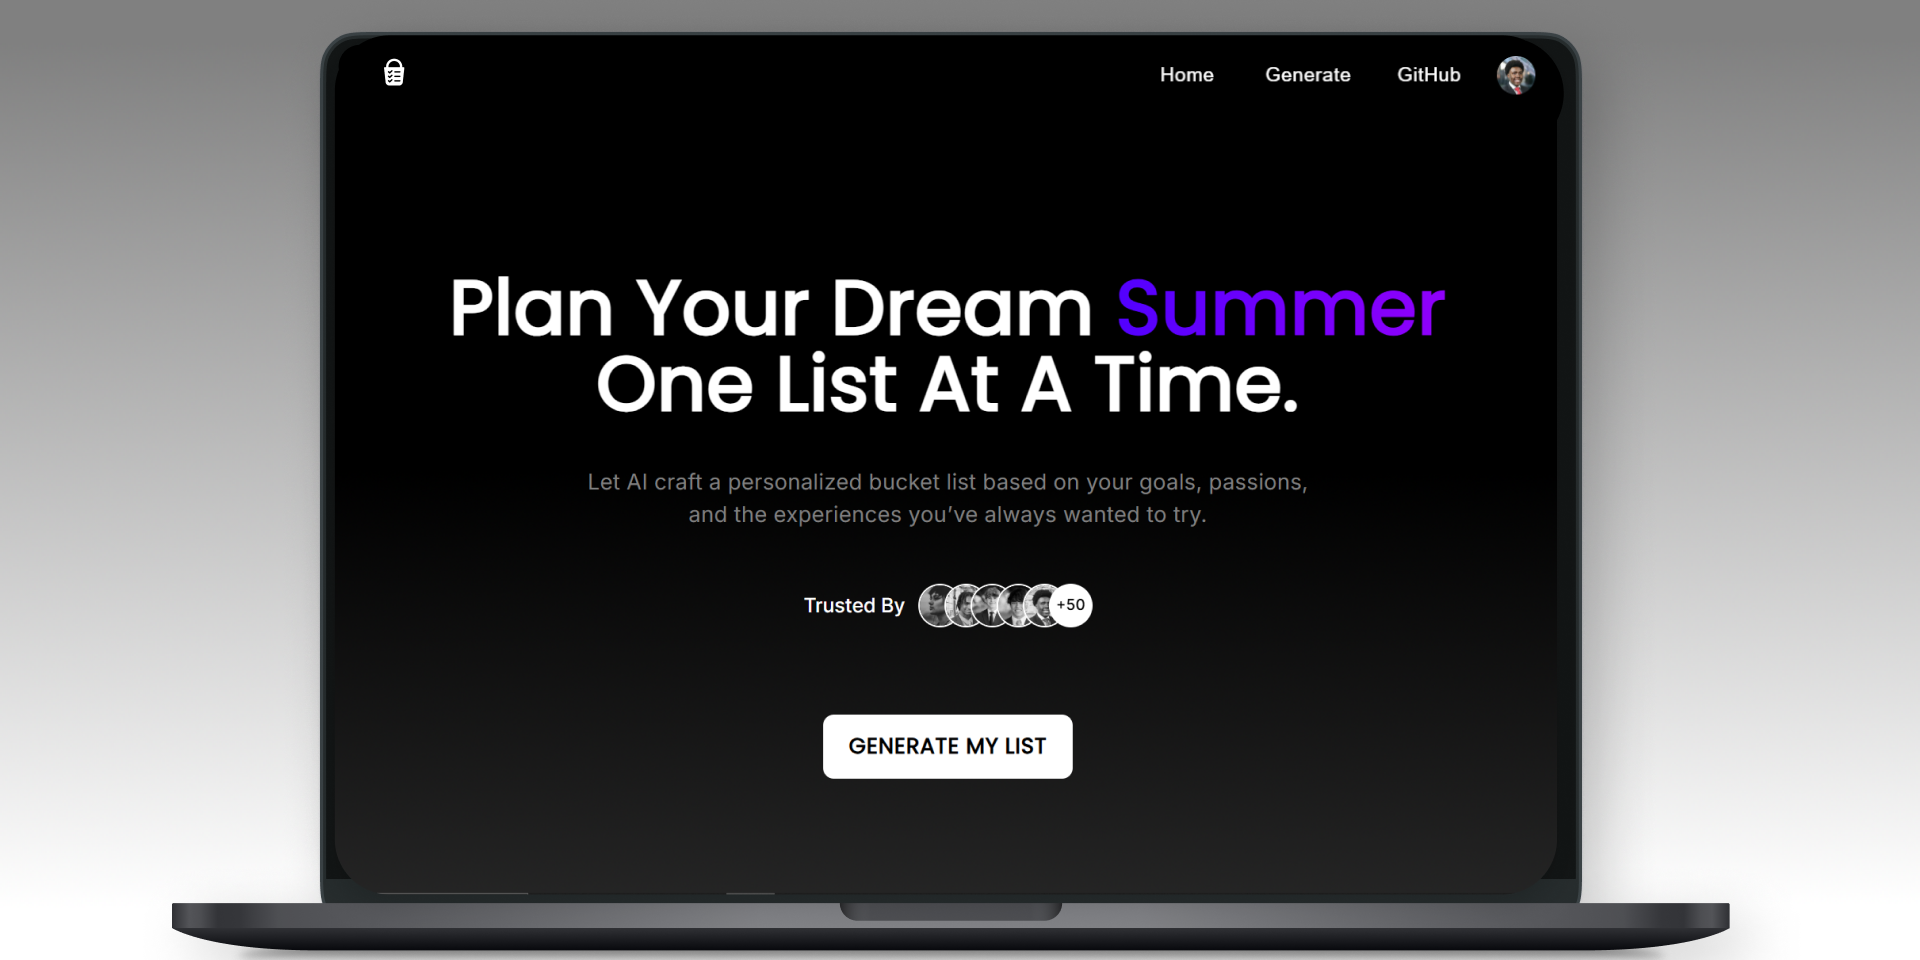 Home Generate GitHub
Plan Your Dream Summer
One List At A Time.
Let AI craft a personalized bucket list based on your goals, passions,
and the experiences you’ve always wanted to try.
Trusted By +50
GENERATE MY LIST